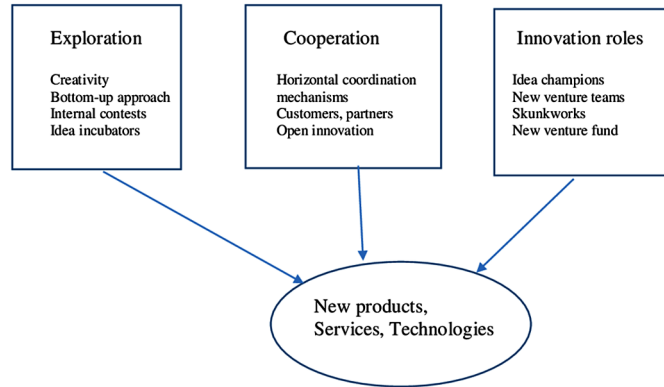 Exploration
Creativity
Bottom-up approach
Internal contests
Idea incubators
Cooperation
Horizontal coordination
mechanisms
Customers, partners
Open innovation
Innovation roles
Idea champions
New venture teams
Skunkworks
New venture fund
New products,
Services, Technologies